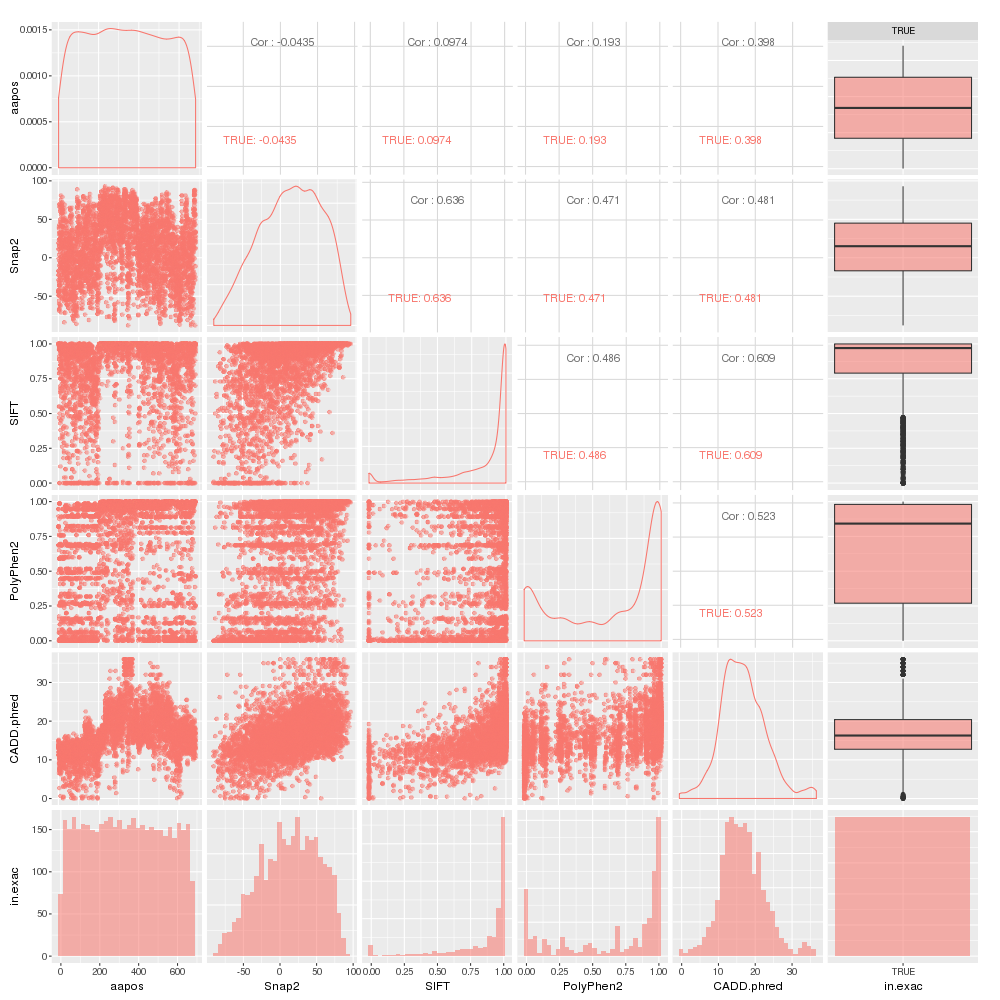 TRUE
0.0015
0.0010
0.0005
0.0000
aapos
Cor : -0.0435
TRUE: -0.0435
Cor : 0.0974
TRUE: 0.0974
Cor : 0.193
TRUE: 0.193
Cor : 0.398
TRUE: 0.398
100
50
0
-50
Snap2
Cor : 0.636
TRUE: 0.636
Cor : 0.471
TRUE: 0.471
Cor : 0.481
TRUE: 0.481
1.00
0.75
0.50
0.25
0.00
SIFT
Cor : 0.486
TRUE: 0.486
Cor : 0.609
TRUE: 0.609
1.00
0.75
0.50
0.25
0.00
PolyPhen2
Cor : 0.523
TRUE: 0.523
30
20
10
0
CADD.phred
150
100
50
0
in.exac
0 200 400 600
-50 0 50 100
0.00 0.25 0.50 0.75 1.00
0.00 0.25 0.50 0.75 1.00
0 10 20 30
TRUE
aapos Snap2 SIFT PolyPhen2 CADD.phred in.exac